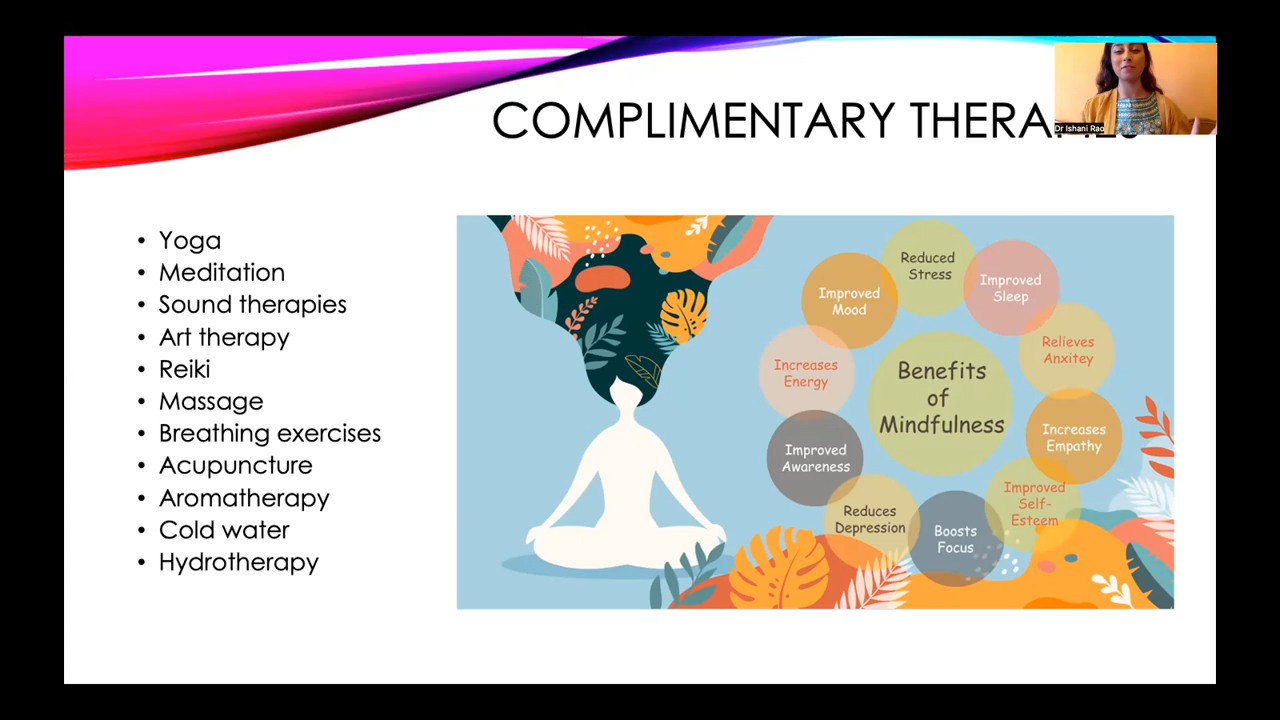 COMPLIMENTARY THERAPIES
Dr Ishani Rao
• Yoga
• Meditation
• Sound therapies
• Art therapy
• Reiki
• Massage
• Breathing exercises
• Acupuncture
• Aromatherapy
• Cold water
• Hydrotherapy
Reduced
Stress
Improved
Sleep
Relieves
Anxitey
Increases
Empathy
Improved
Self-
Esteem
Boosts
Focus
Reduces
Depression
Improved
Awareness
Increases
Energy
Improved
Mood
Benefits
of
Mindfulness